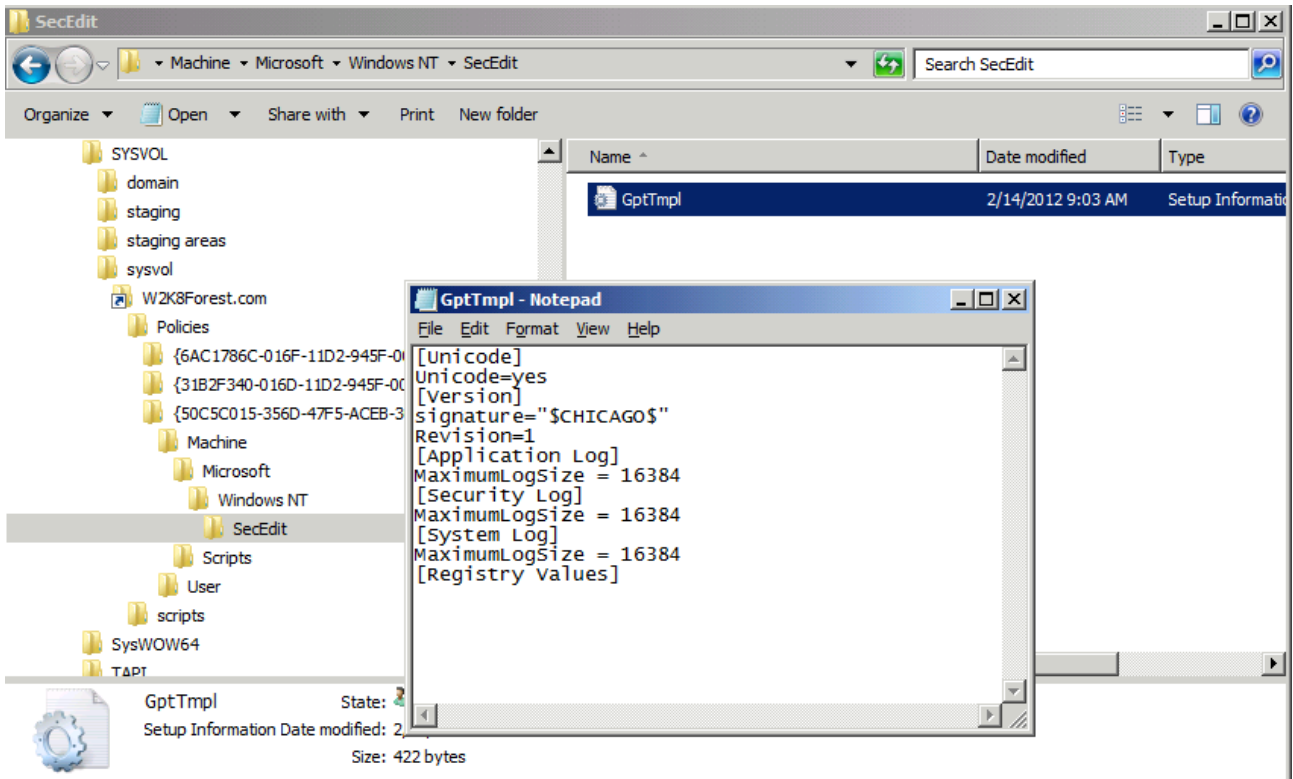 SecEdit
Machine Microsoft Windows NT SecEdit
Search SecEdit
Organize Open Share with Print New folder
SYSVOL
domain
staging
staging areas
sysvol
W2K8Forest.com
Policies
{6AC1786C-016F-11D2-945F-0
{31B2F340-016D-11D2-945F-00
{50C5C015-356D-47F5-ACEB-3
Machine
Microsoft
Windows NT
SecEdit
Scripts
User
scripts
SysWOW64
TAPI
Name Date modified Type
GptTmpl 2/14/2012 9:03 AM Setup Informatio
GptTmpl - Notepad
File Edit Format View Help
[Unicode]
Unicode=yes
[Version]
signature="$CHICAGO$"
Revision=1
[Application Log]
MaximumLogSize = 16384
[Security Log]
MaximumLogSize = 16384
[System Log]
MaximumLogSize = 16384
[Registry Values]
GptTmpl State:
Setup Information Date modified: 2
Size: 422 bytes